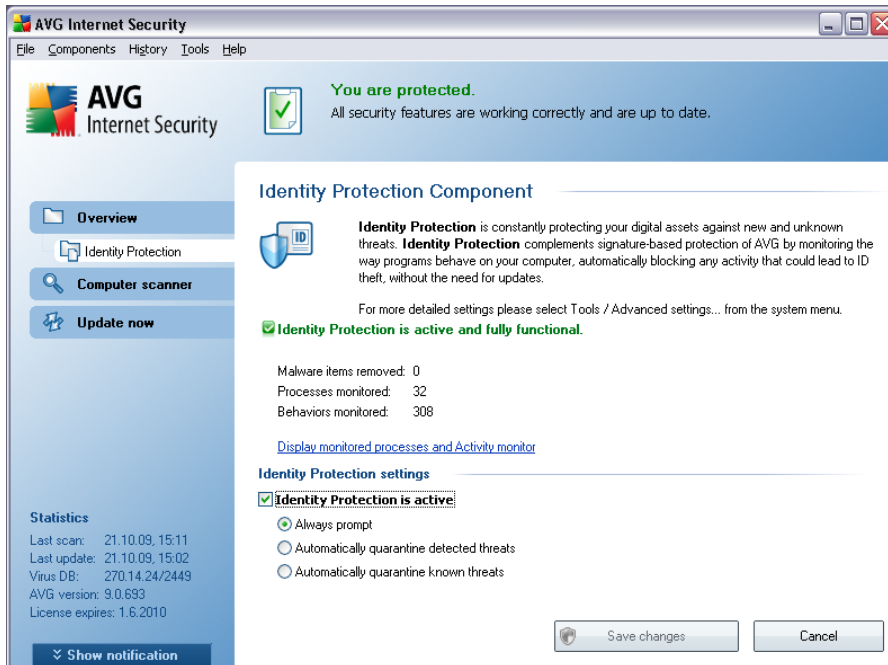 AVG Internet Security
File Components History Tools Help
AVG
Internet Security
You are protected.
All security features are working correctly and are up to date.
Overview
Identity Protection
Computer scanner
Update now
Identity Protection Component
ID
Identity Protection is constantly protecting your digital assets against new and unknown
threats. Identity Protection complements signature-based protection of AVG by monitoring the
way programs behave on your computer, automatically blocking any activity that could lead to ID
theft, without the need for updates.
For more detailed settings please select Tools / Advanced settings... from the system menu.
Identity Protection is active and fully functional.
Malware items removed: 0
Processes monitored: 32
Behaviors monitored: 308
Display monitored processes and Activity monitor
Identity Protection settings
Identity Protection is active
Always prompt
Automatically quarantine detected threats
Automatically quarantine known threats
Statistics
Last scan: 21.10.09, 15:11
Last update: 21.10.09, 15:02
Virus DB: 270.14.24/2449
AVG version: 9.0.693
License expires: 1.6.2010
Show notification
Save changes
Cancel